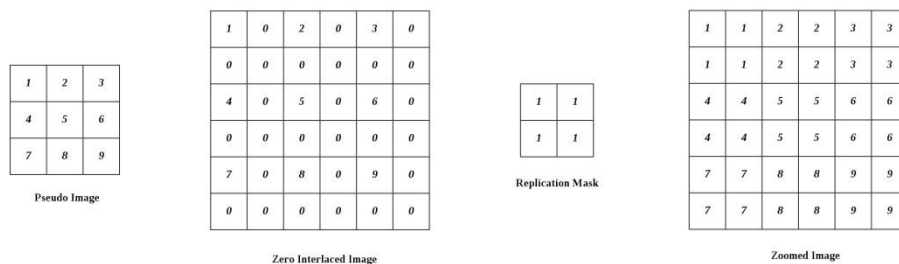 1 2 3
4 5 6
7 8 9
Pseudo Image
1 0 2 0 3 0
0 0 0 0 0 0
4 0 5 0 6 0
0 0 0 0 0 0
7 0 8 0 9 0
0 0 0 0 0 0
Zero Interlaced Image
1 1
1 1
Replication Mask
1 1 2 2 3 3
1 1 2 2 3 3
4 4 5 5 6 6
4 4 5 5 6 6
7 7 8 8 9 9
7 7 8 8 9 9
Zoomed Image